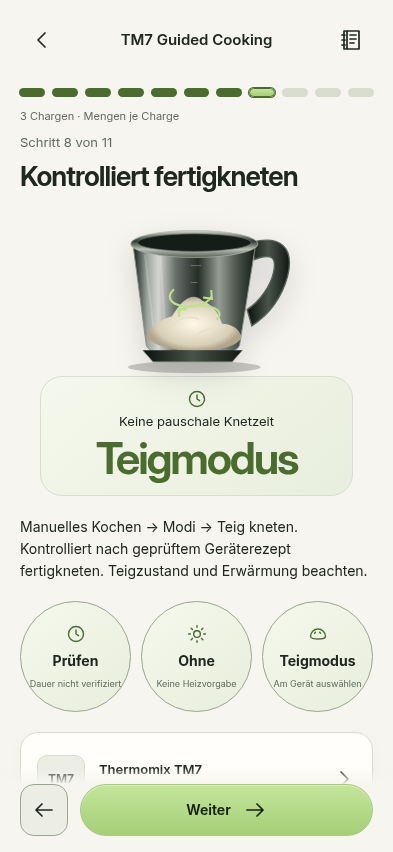 TM7 Guided Cooking
3 Chargen · Mengen je Charge
Schritt 8 von 11
Kontrolliert fertigkneten
Keine pauschale Knetzeit
Teigmodus
Manuelles Kochen → Modi → Teig kneten.
Kontrolliert nach geprüftem Geräterezept
fertigkneten. Teigzustand und Erwärmung beachten.
Prüfen
Dauer nicht verifiziert
Ohne
Keine Heizvorgabe
Teigmodus
Am Gerät auswählen
TM7
Thermomix TM7
Weiter →